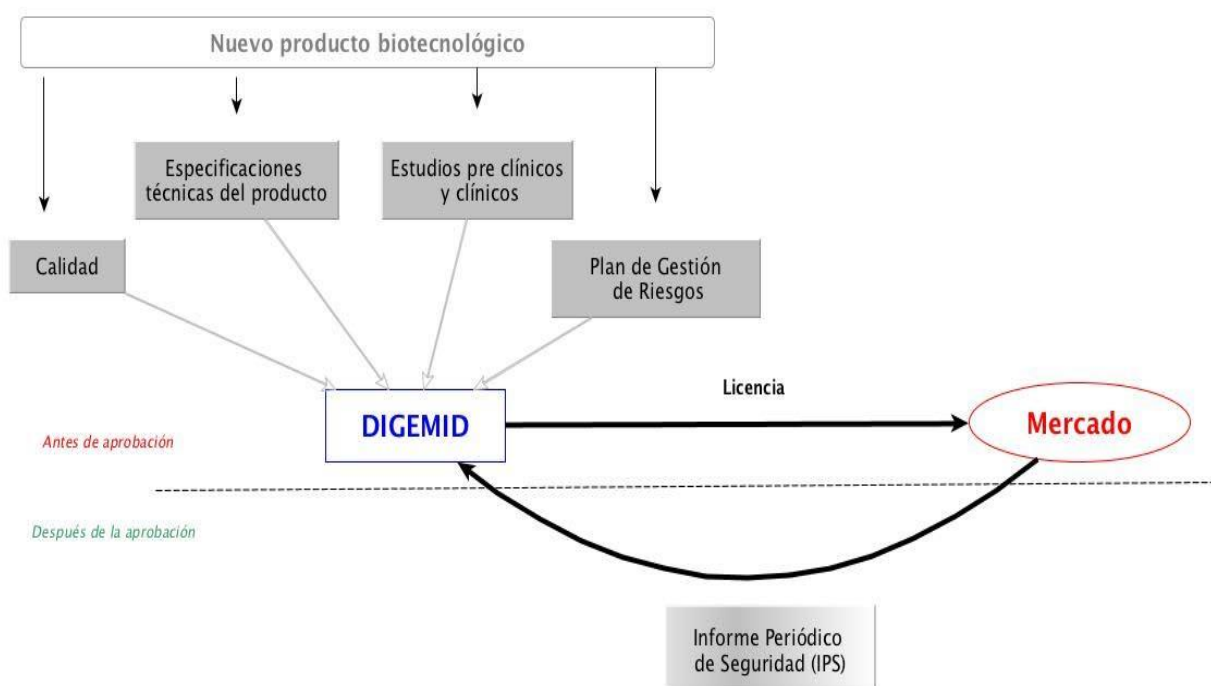 Nuevo producto biotecnológico
Especificaciones
técnicas del producto
Estudios pre clínicos
y clínicos
Calidad
Plan de Gestión
de Riesgos
Licencia
DIGEMID
Mercado
Antes de aprobación
Después de la aprobación
Informe Periódico
de Seguridad (IPS)